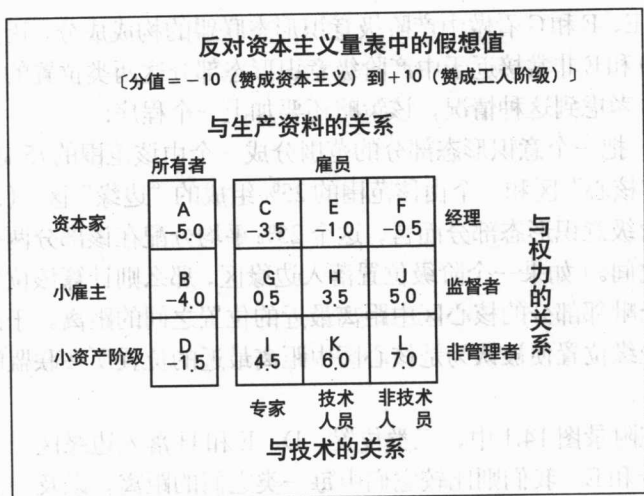 反对资本主义量表中的假想值
〔分值=-10（赞成资本主义）到+10（赞成工人阶级）〕
与生产资料的关系
所有者 雇员
资本家 A C E F 经理
-5.0 -3.5 -1.0 -0.5
小雇主 B G H J 监督者
-4.0 0.5 3.5 5.0
小资产阶级 D I K L 非管理者
-1.5 4.5 6.0 7.0
专家 技术人员 非技术人员
与技术的关系
与权力的关系